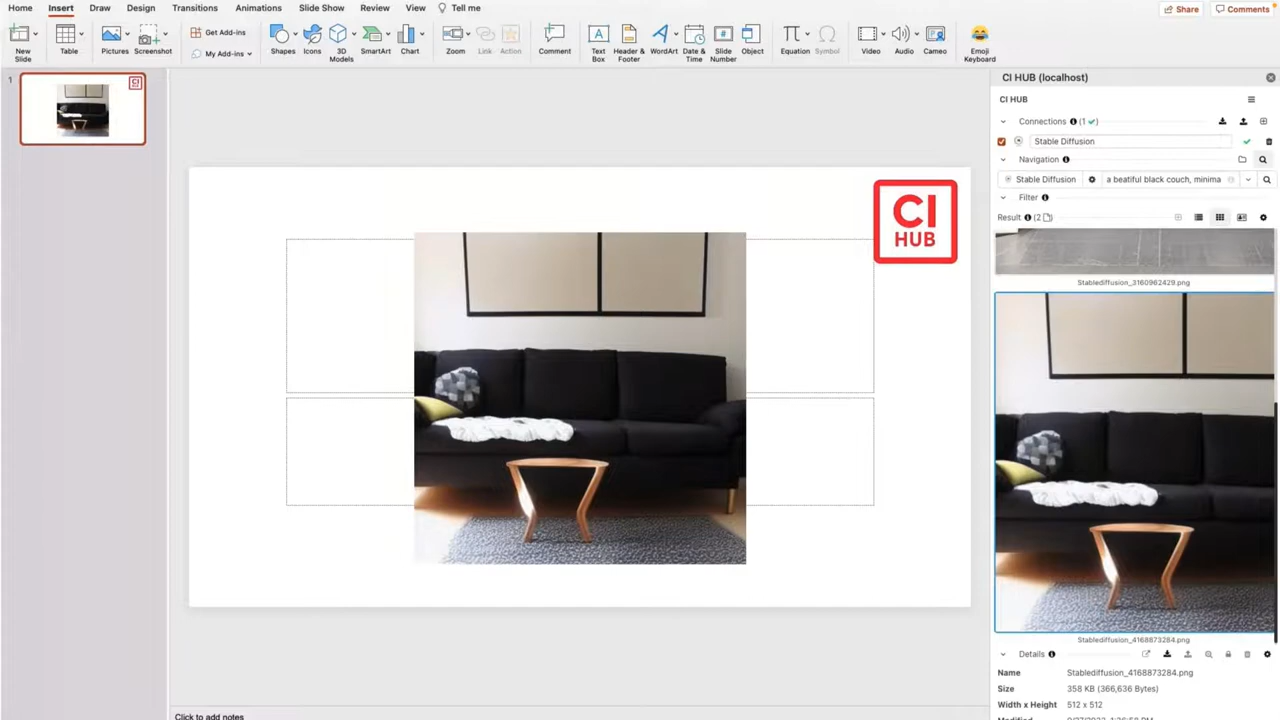 Home Insert Draw Design Transitions Animations Slide Show Review View Tell me
Share Comments
New Slide
Table
Pictures
Screenshot
Get Add-ins
My Add-ins
Shapes
Icons
3D Models
SmartArt
Chart
Zoom
Link
Action
Comment
Text Box
Header & Footer
WordArt
Date & Time
Slide Number
Object
Equation
Symbol
Video
Audio
Cameo
Emoji Keyboard
1
CI
CI
HUB
Click to add notes
CI HUB (localhost)
CI HUB
Connections (1 ✓)
Stable Diffusion
Navigation
Stable Diffusion a beatiful black couch, minima
Filter
Result (2
Stablediffusion_3160962429.png
Stablediffusion_4168873284.png
Details
Name Stablediffusion_4168873284.png
Size 358 KB (366,636 Bytes)
Width x Height 512 x 512